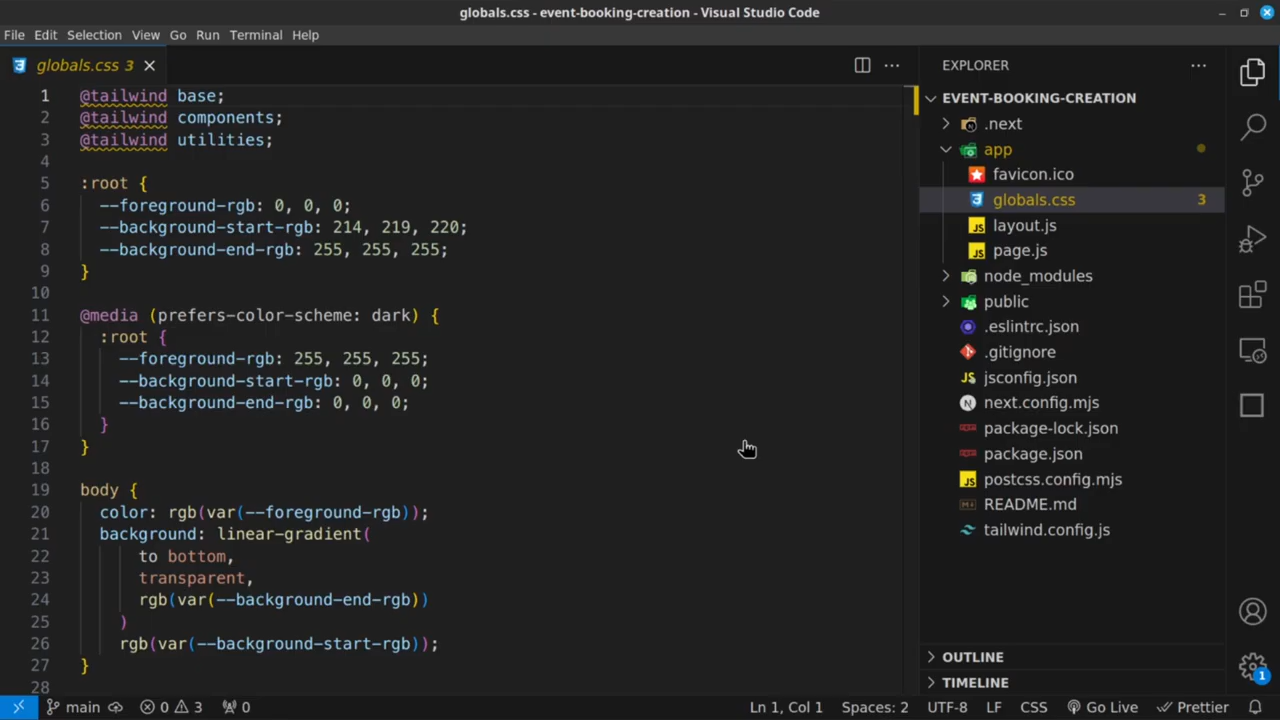 globals.css - event-booking-creation - Visual Studio Code
File Edit Selection View Go Run Terminal Help
globals.css 3
1 @tailwind base;
2 @tailwind components;
3 @tailwind utilities;
4
5 :root {
6 --foreground-rgb: 0, 0, 0;
7 --background-start-rgb: 214, 219, 220;
8 --background-end-rgb: 255, 255, 255;
9 }
10
11 @media (prefers-color-scheme: dark) {
12 :root {
13 --foreground-rgb: 255, 255, 255;
14 --background-start-rgb: 0, 0, 0;
15 --background-end-rgb: 0, 0, 0;
16 }
17 }
18
19 body {
20 color: rgb(var(--foreground-rgb));
21 background: linear-gradient(
22 to bottom,
23 transparent,
24 rgb(var(--background-end-rgb))
25 )
26 rgb(var(--background-start-rgb));
27 }
28
EXPLORER
EVENT-BOOKING-CREATION
.next
app
favicon.ico
globals.css 3
layout.js
page.js
node_modules
public
.eslintrc.json
.gitignore
jsconfig.json
next.config.mjs
package-lock.json
package.json
postcss.config.mjs
README.md
tailwind.config.js
OUTLINE
TIMELINE
1
main 0 3 0 Ln 1, Col 1 Spaces: 2 UTF-8 LF CSS Go Live Prettier